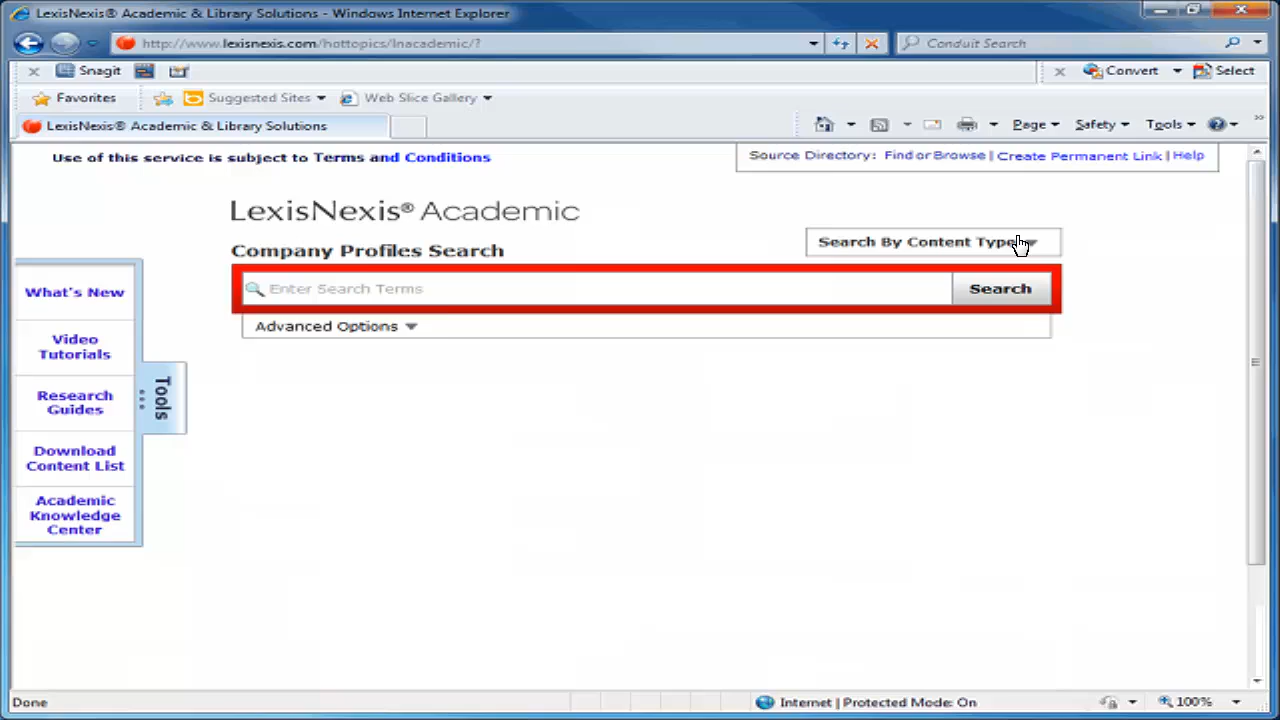 LexisNexis® Academic & Library Solutions - Windows Internet Explorer
http://www.lexisnexis.com/hottopics/lnacademic/?
Conduit Search
Snagit
Convert
Select
Favorites
Suggested Sites
Web Slice Gallery
LexisNexis® Academic & Library Solutions
Page
Safety
Tools
Use of this service is subject to Terms and Conditions
Source Directory: Find or Browse | Create Permanent Link | Help
LexisNexis® Academic
Company Profiles Search
Search By Content Type
Enter Search Terms
Search
Advanced Options
What's New
Video
Tutorials
Research
Guides
Download
Content List
Academic
Knowledge
Center
Tools
Done
Internet | Protected Mode: On
100%